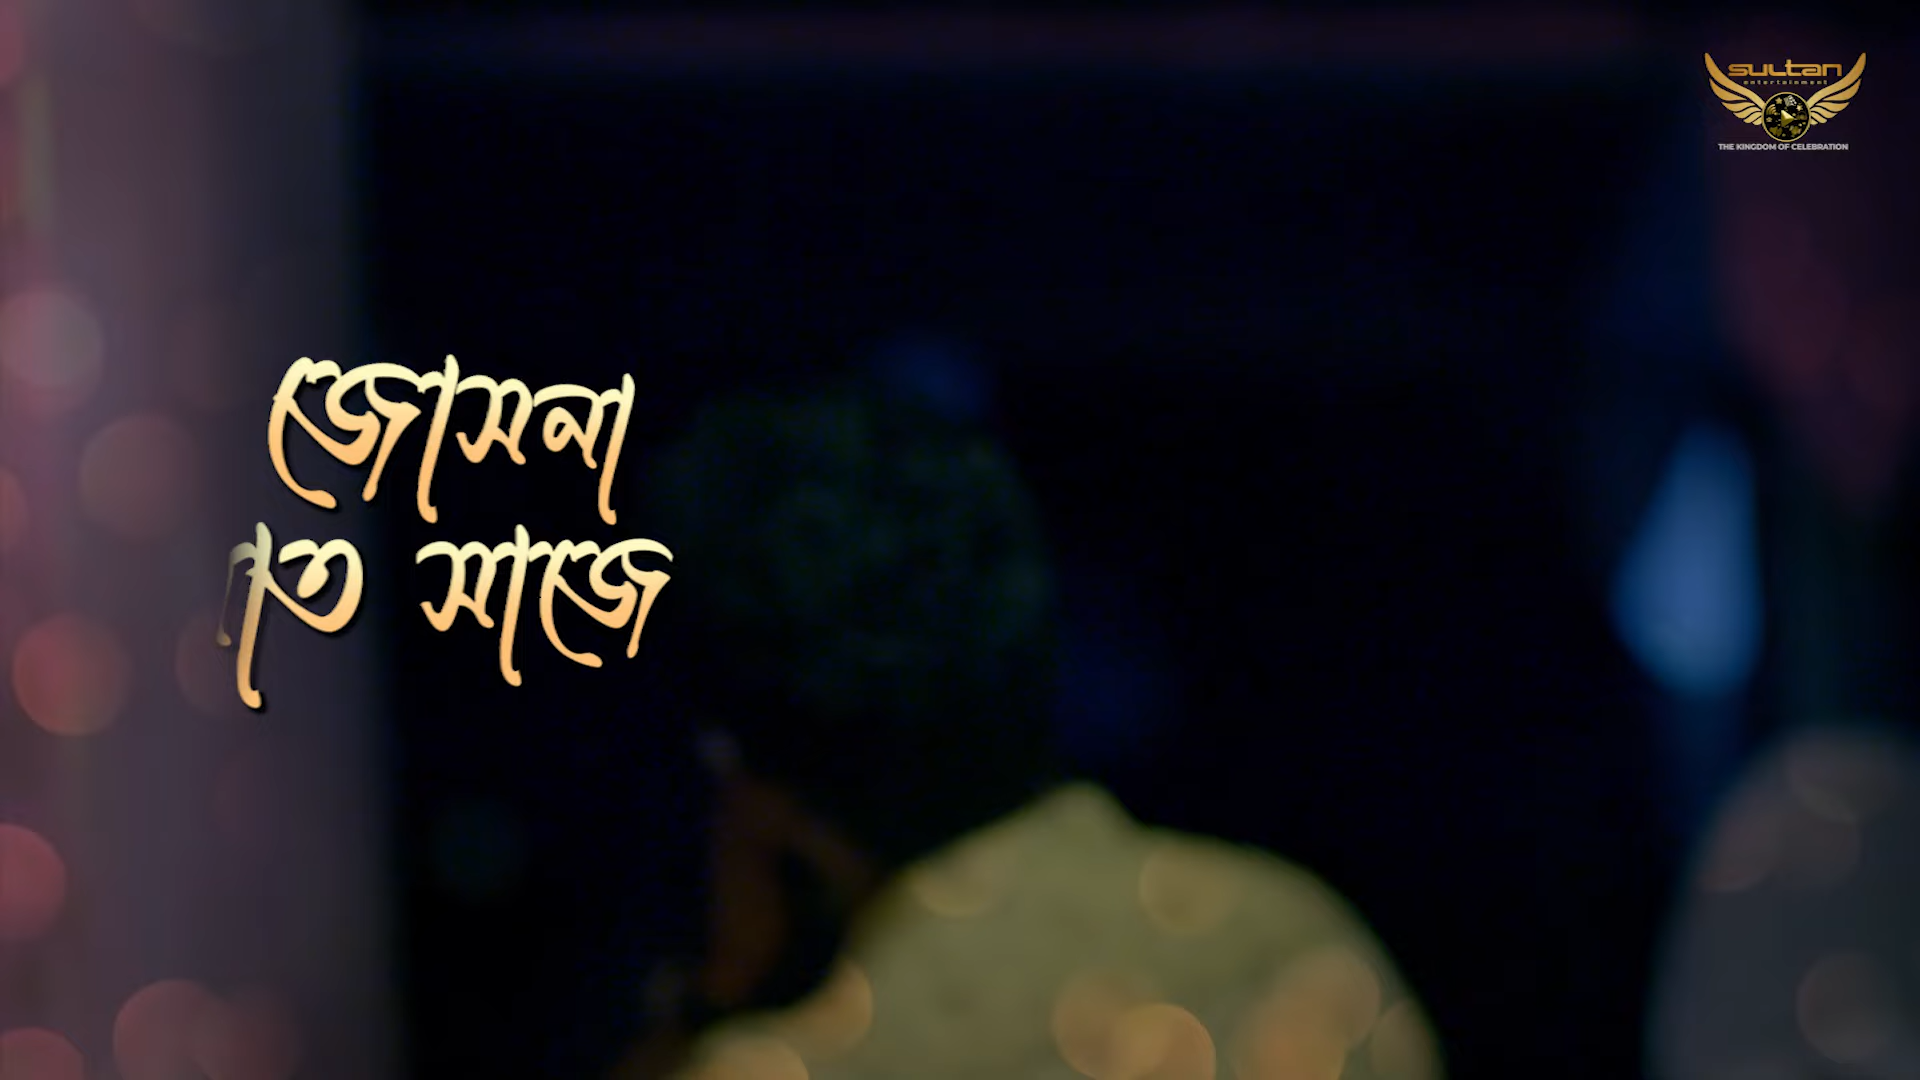 জোসনা
সাজে
sultan
entertainment
THE KINGDOM OF CELEBRATION